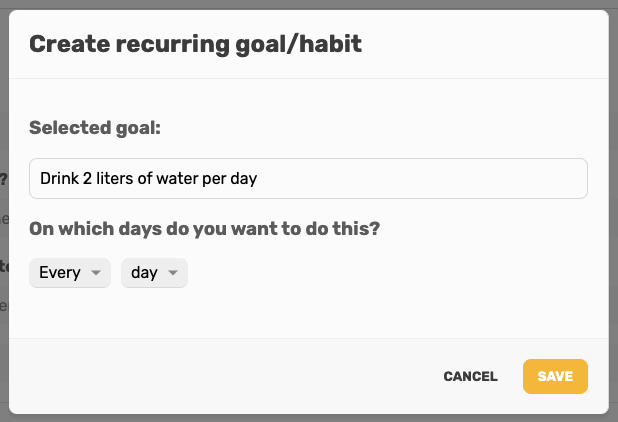 Create recurring goal/habit
?
Selected goal:
Drink 2 liters of water per day
On which days do you want to do this?
Every day
CANCEL SAVE